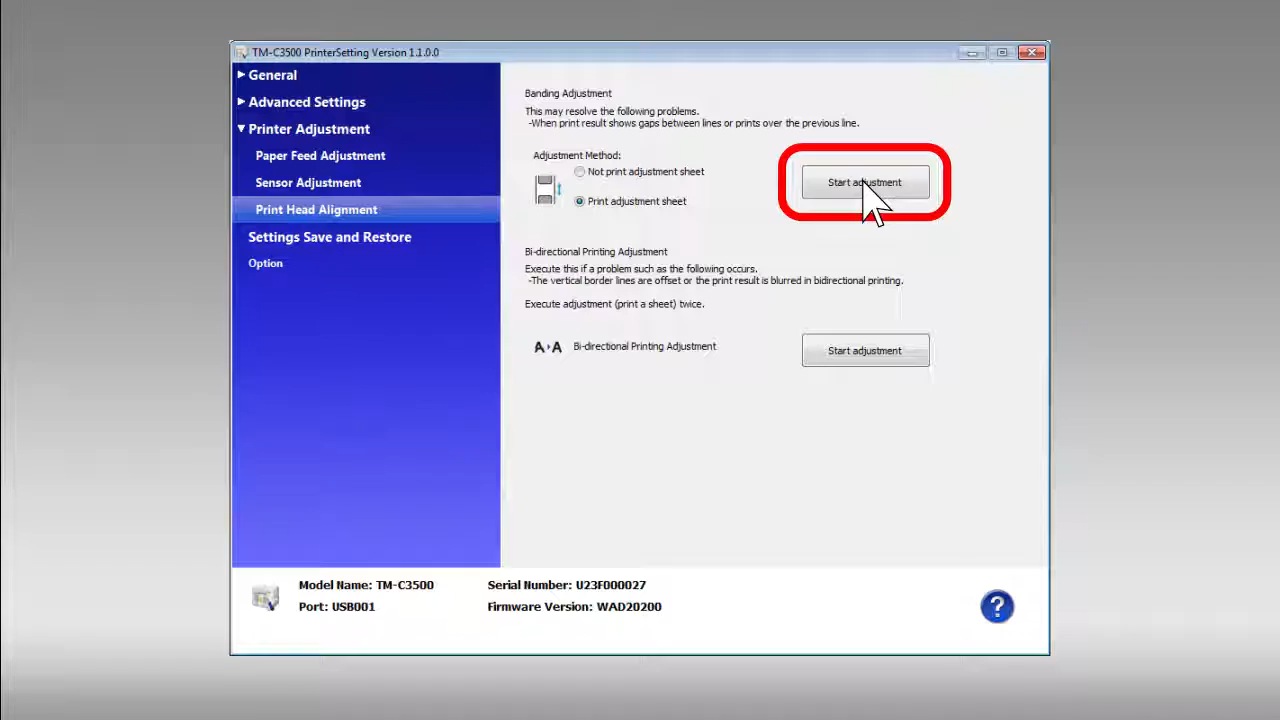 TM-C3500 PrinterSetting Version 1.1.0.0
General
Advanced Settings
Printer Adjustment
Paper Feed Adjustment
Sensor Adjustment
Print Head Alignment
Settings Save and Restore
Option
Banding Adjustment
This may resolve the following problems.
-When print result shows gaps between lines or prints over the previous line.
Adjustment Method:
Not print adjustment sheet
Print adjustment sheet
Start adjustment
Bi-directional Printing Adjustment
Execute this if a problem such as the following occurs.
-The vertical border lines are offset or the print result is blurred in bidirectional printing.
Execute adjustment (print a sheet) twice.
A A Bi-directional Printing Adjustment
Start adjustment
Model Name: TM-C3500
Serial Number: U23F000027
Port: USB001
Firmware Version: WAD20200
?